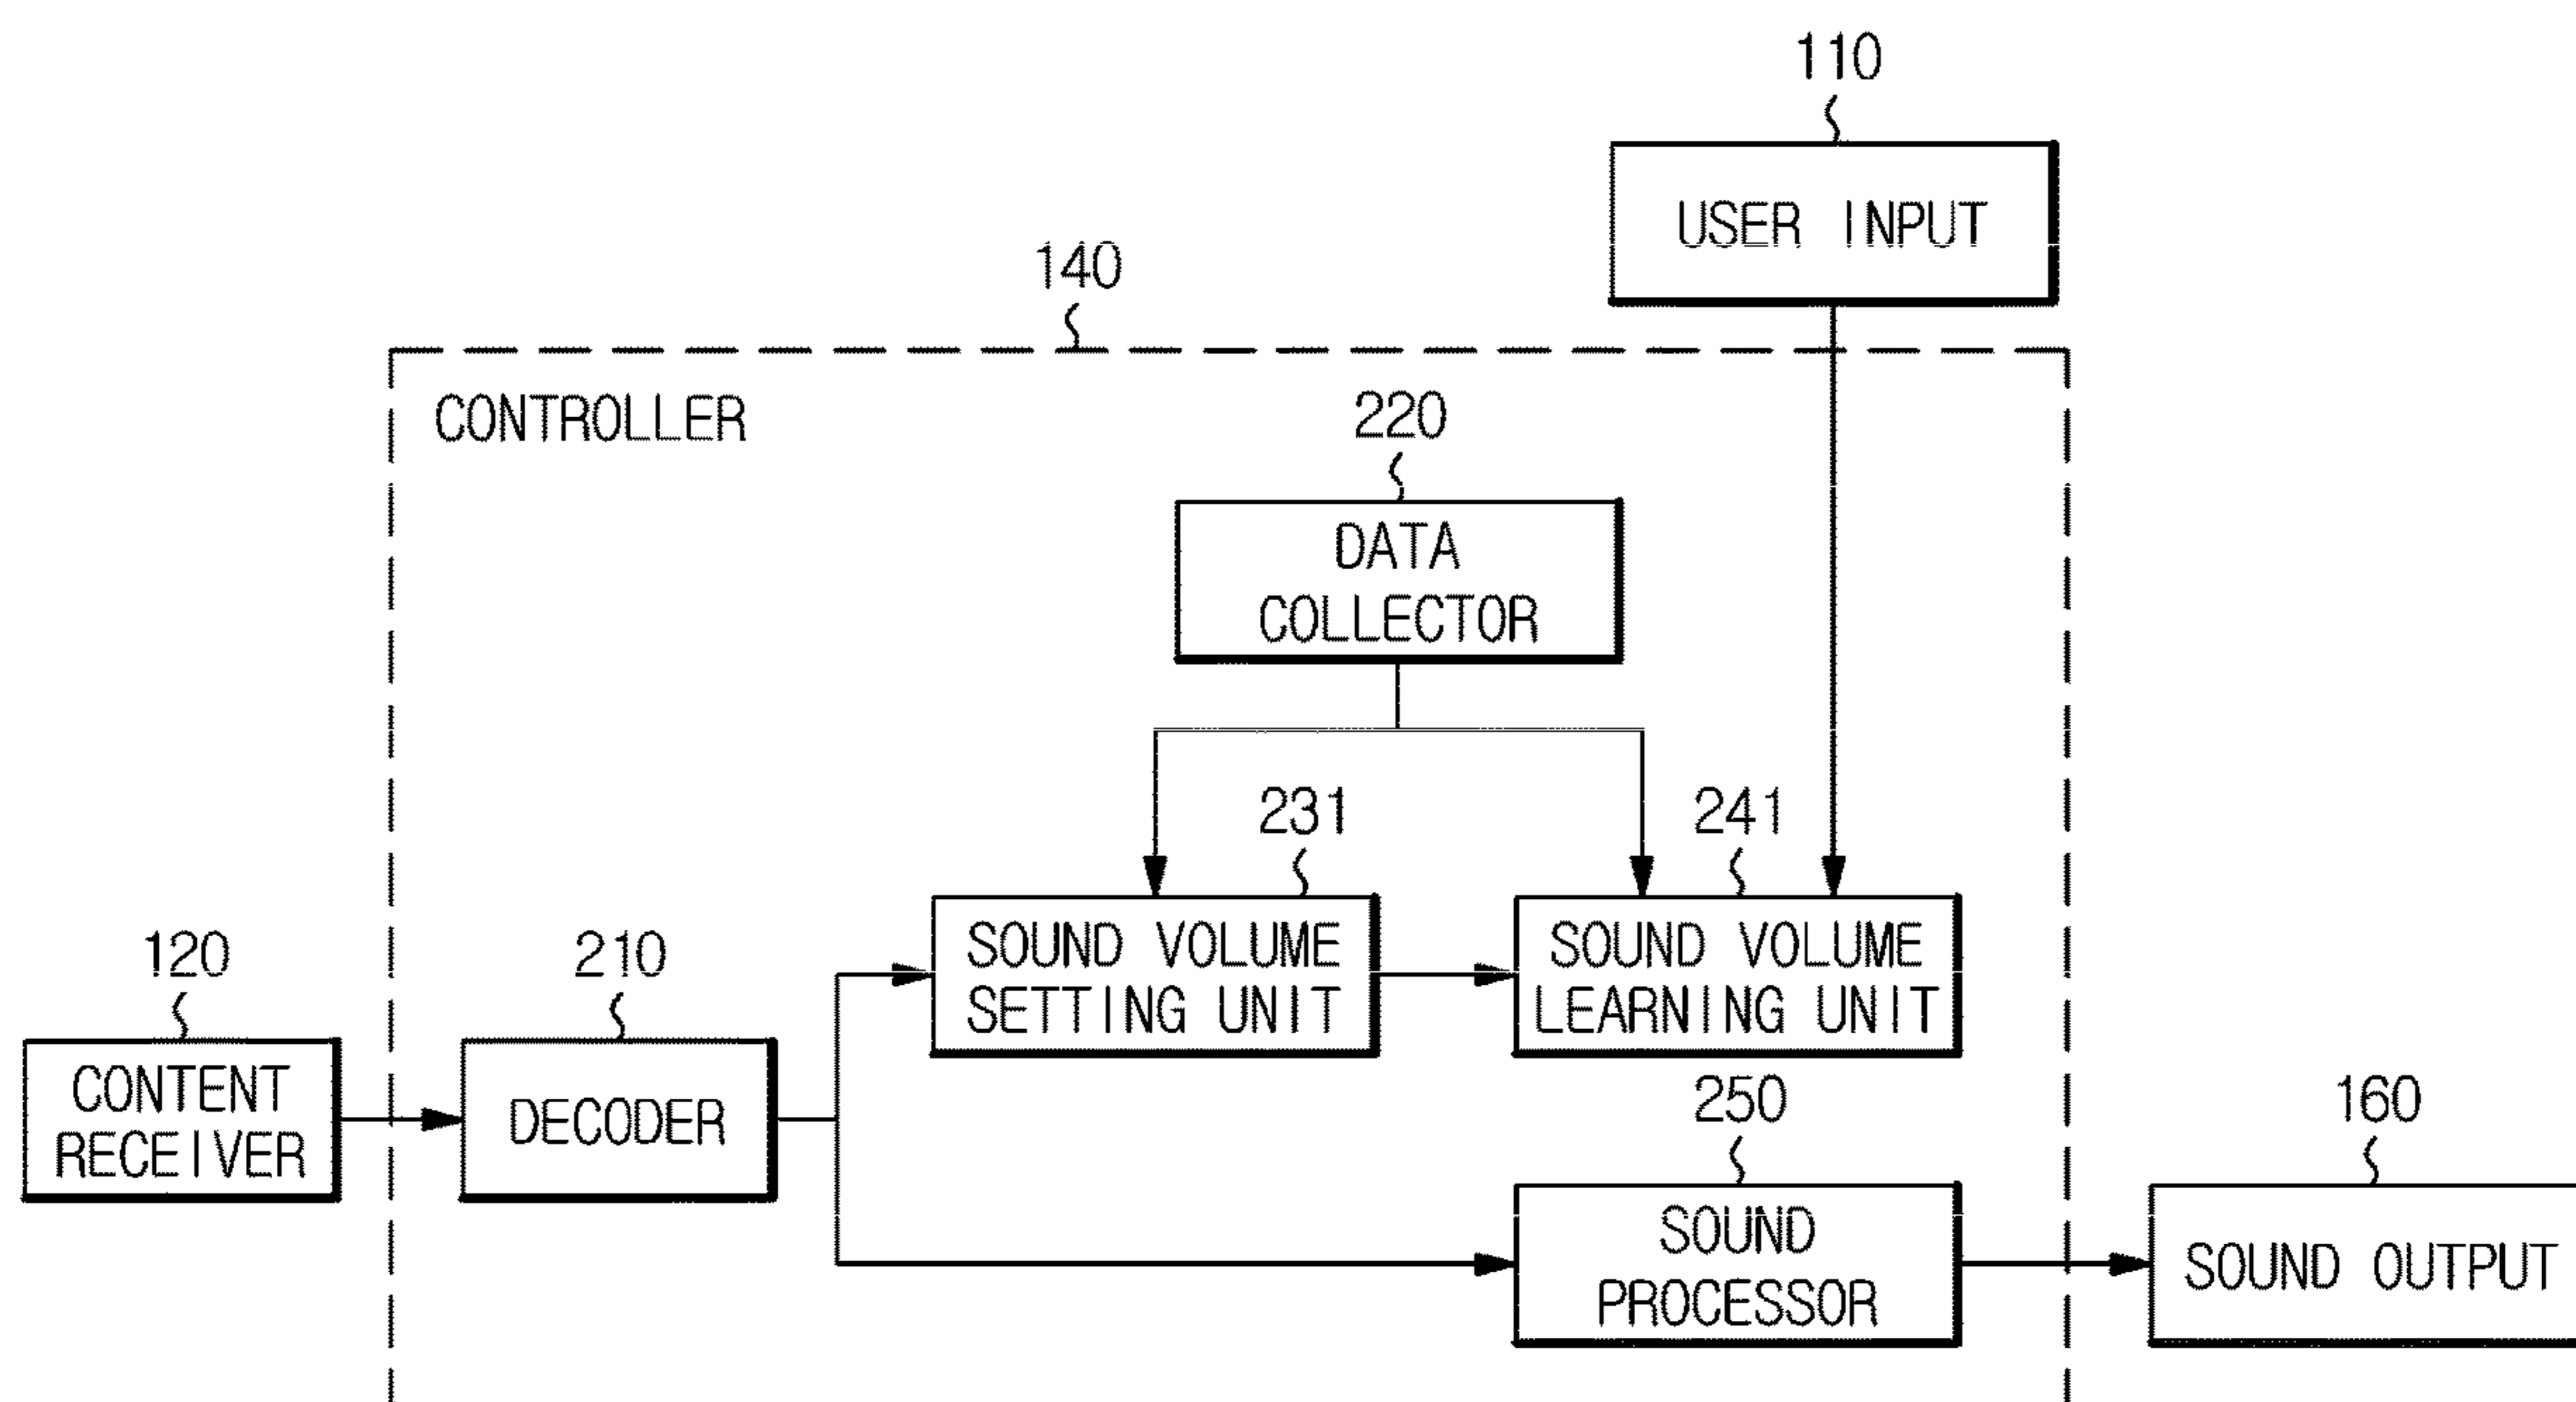 110
USER INPUT
140
CONTROLLER
220
DATA
COLLECTOR
231
241
SOUND VOLUME
SETTING UNIT
SOUND VOLUME
LEARNING UNIT
120
210
CONTENT
RECEIVER
DECODER
250
160
SOUND
PROCESSOR
SOUND OUTPUT